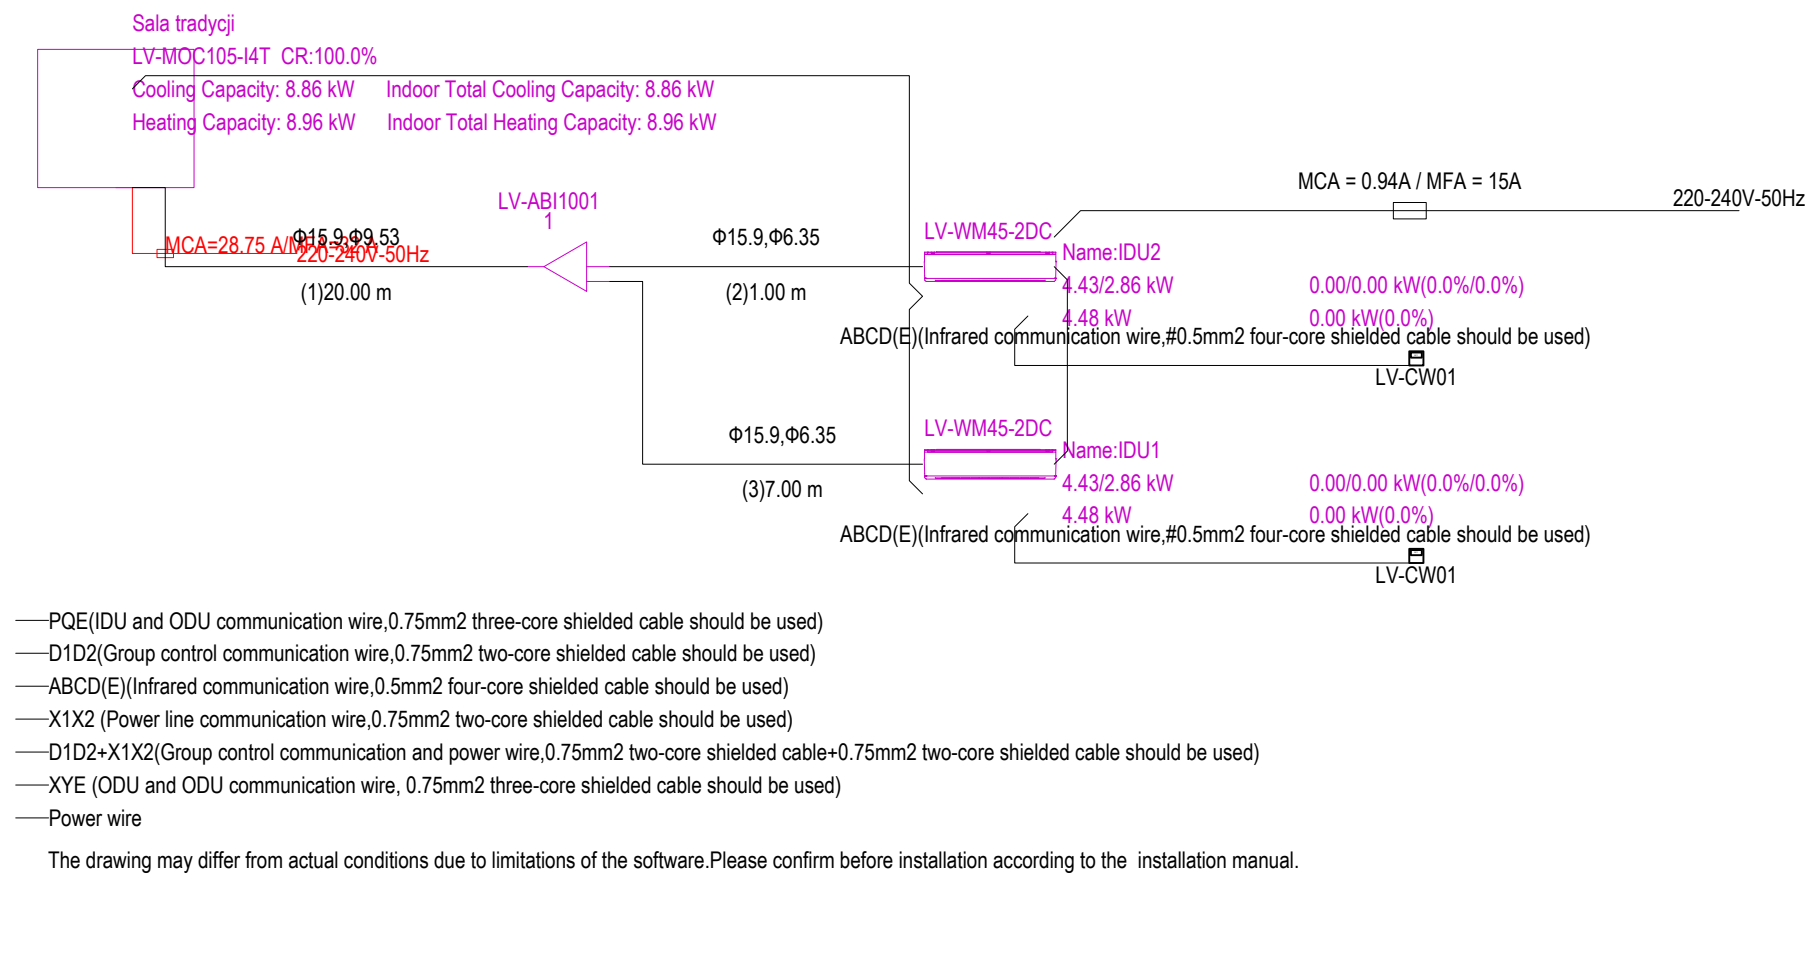 Sala tradycji
LV-MOC105-I4T CR:100.0%
Cooling Capacity: 8.86 kW Indoor Total Cooling Capacity: 8.86 kW
Heating Capacity: 8.96 kW Indoor Total Heating Capacity: 8.96 kW
MCA = 0.94A / MFA = 15A
220-240V-50Hz
LV-ABI1001
1
Φ15.9,Φ9.53
MCA=28.75 A/MFA=32 A
220-240V-50Hz
(1)20.00 m
Φ15.9,Φ6.35
(2)1.00 m
LV-WM45-2DC
Name:IDU2
4.43/2.86 kW 0.00/0.00 kW(0.0%/0.0%)
4.48 kW 0.00 kW(0.0%)
ABCD(E)(Infrared communication wire,#0.5mm2 four-core shielded cable should be used)
LV-CW01
Φ15.9,Φ6.35
(3)7.00 m
LV-WM45-2DC
Name:IDU1
4.43/2.86 kW 0.00/0.00 kW(0.0%/0.0%)
4.48 kW 0.00 kW(0.0%)
ABCD(E)(Infrared communication wire,#0.5mm2 four-core shielded cable should be used)
LV-CW01
PQE(IDU and ODU communication wire,0.75mm2 three-core shielded cable should be used)
D1D2(Group control communication wire,0.75mm2 two-core shielded cable should be used)
ABCD(E)(Infrared communication wire,0.5mm2 four-core shielded cable should be used)
X1X2 (Power line communication wire,0.75mm2 two-core shielded cable should be used)
D1D2+X1X2(Group control communication and power wire,0.75mm2 two-core shielded cable+0.75mm2 two-core shielded cable should be used)
XYE (ODU and ODU communication wire, 0.75mm2 three-core shielded cable should be used)
Power wire
The drawing may differ from actual conditions due to limitations of the software.Please confirm before installation according to the installation manual.